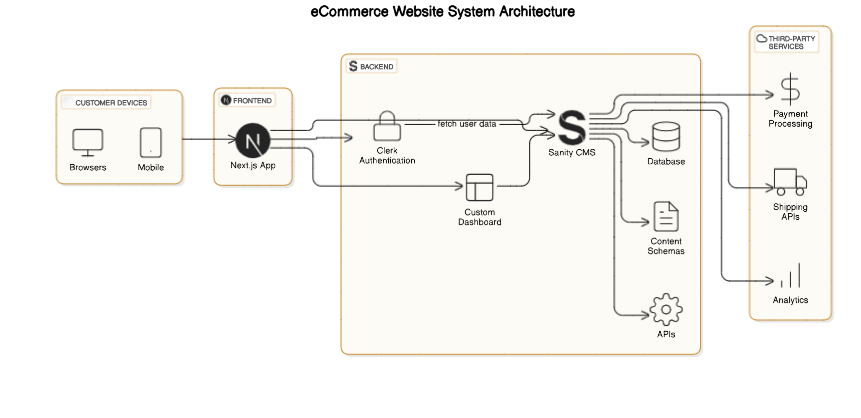 eCommerce Website System Architecture
THIRD-PARTY
SERVICES
S BACKEND
CUSTOMER DEVICES
N FRONTEND
Browsers
Mobile
N
Next.js App
Clerk
Authentication
fetch user data
S
Sanity CMS
Custom
Dashboard
Database
Content
Schemas
APIs
$
Payment
Processing
Shipping
APIs
Analytics